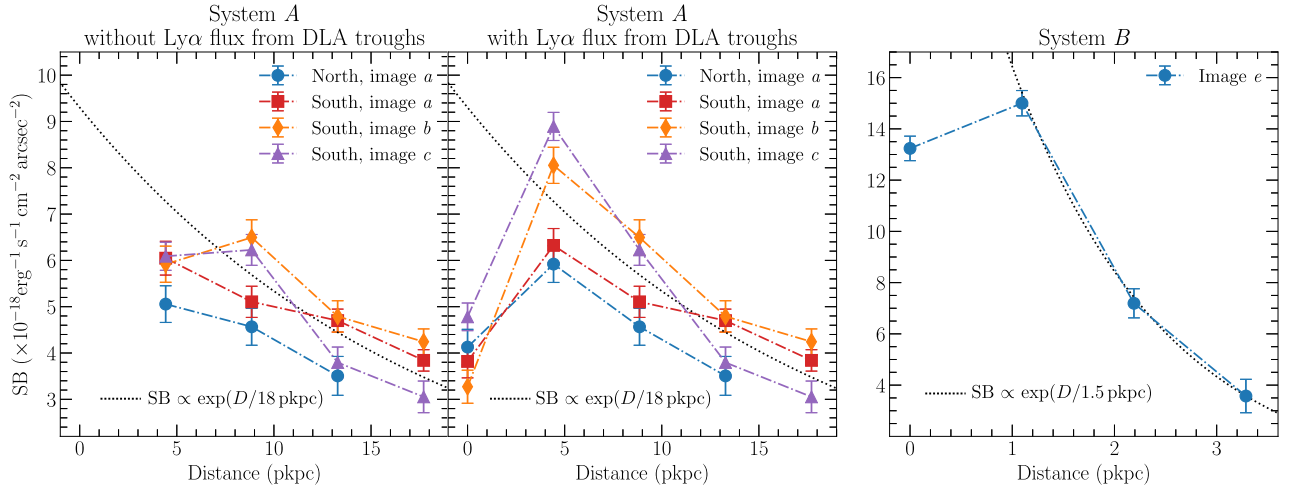 System A
without Lyα flux from DLA troughs
North, image a
South, image a
South, image b
South, image c
SB ∝ exp(D/18 pkpc)
SB (×10⁻¹⁸erg⁻¹ s⁻¹ cm⁻² arcsec⁻²)
10
9
8
7
6
5
4
3
0
5
10
15
Distance (pkpc)
System A
with Lyα flux from DLA troughs
North, image a
South, image a
South, image b
South, image c
SB ∝ exp(D/18 pkpc)
0
5
10
15
Distance (pkpc)
System B
Image e
SB ∝ exp(D/1.5 pkpc)
16
14
12
10
8
6
4
0
1
2
3
Distance (pkpc)